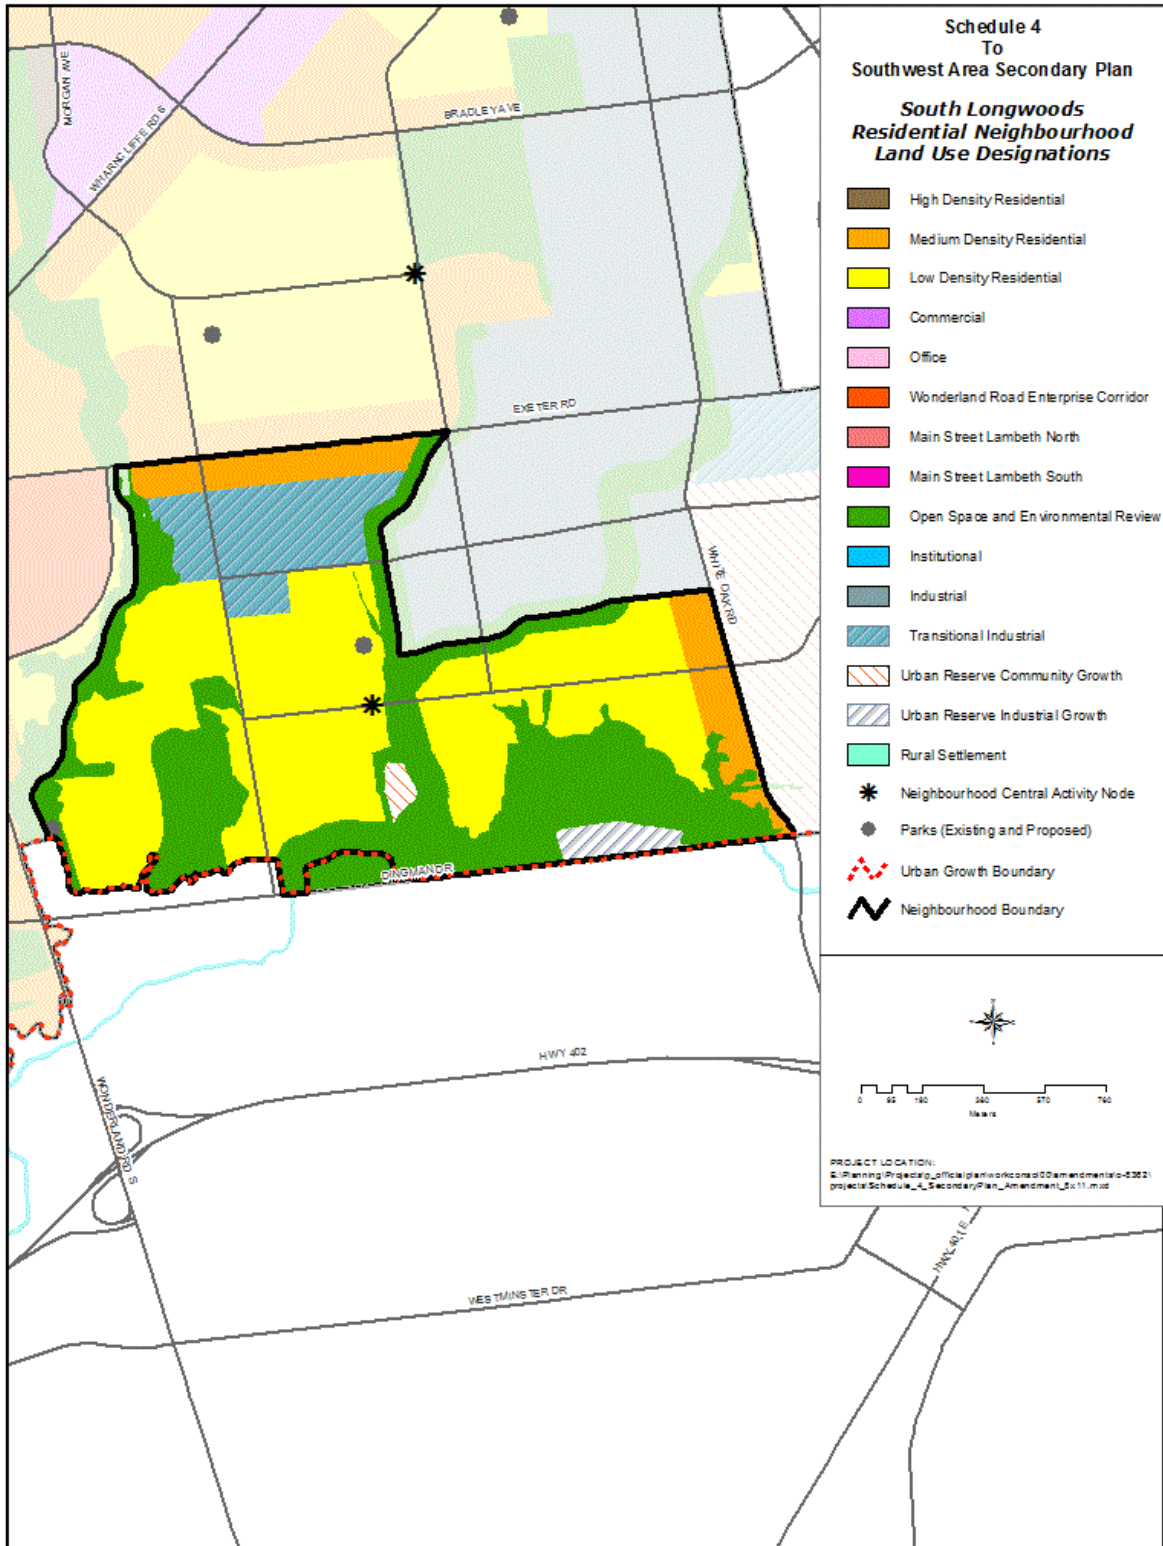 Schedule 4
To
Southwest Area Secondary Plan
South Longwoods
Residential Neighbourhood
Land Use Designations
High Density Residential
Medium Density Residential
Low Density Residential
Commercial
Office
Wonderland Road Enterprise Corridor
Main Street Lambeth North
Main Street Lambeth South
Open Space and Environmental Review
Institutional
Industrial
Transitional Industrial
Urban Reserve Community Growth
Urban Reserve Industrial Growth
Rural Settlement
Neighbourhood Central Activity Node
Parks (Existing and Proposed)
Urban Growth Boundary
Neighbourhood Boundary
Meters
PROJECT LOCATION:
MORGAN AVE
WHARNCLIFFE RD S
BRADLEY AVE
EXETER RD
WHITE OAK RD
DINGMAN DR
HWY 402
WONDERLAND RD S
WESTMINSTER DR